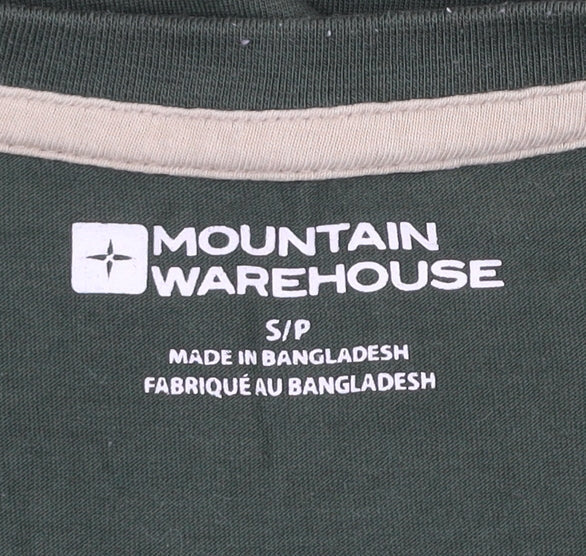 MOUNTAIN
WAREHOUSE
S/P
MADE IN BANGLADESH
FABRIQUÉ AU BANGLADESH